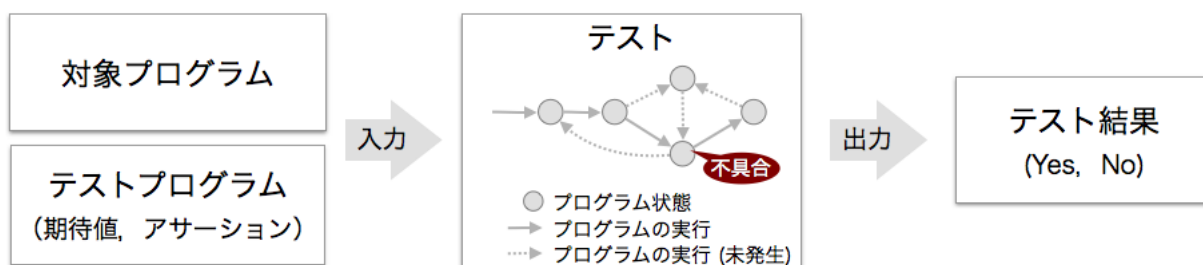 対象プログラム
テストプログラム
(期待値, アサーション)
入力
テスト
不具合
プログラム状態
プログラムの実行
プログラムの実行 (未発生)
出力
テスト結果
(Yes, No)